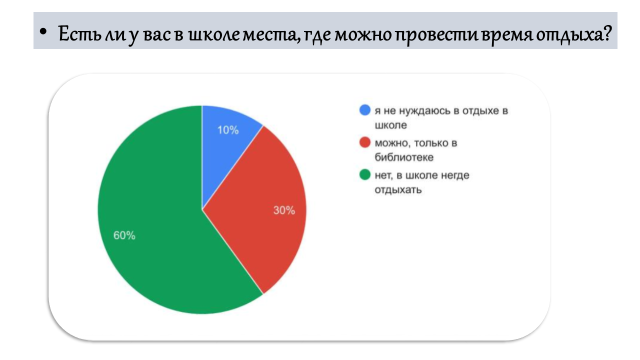 • Есть ли у вас в школе места, где можно провести время отдыха?
я не нуждаюсь в отдыхе в
школе
можно, только в
библиотеке
нет, в школе негде
отдыхать
10%
30%
60%